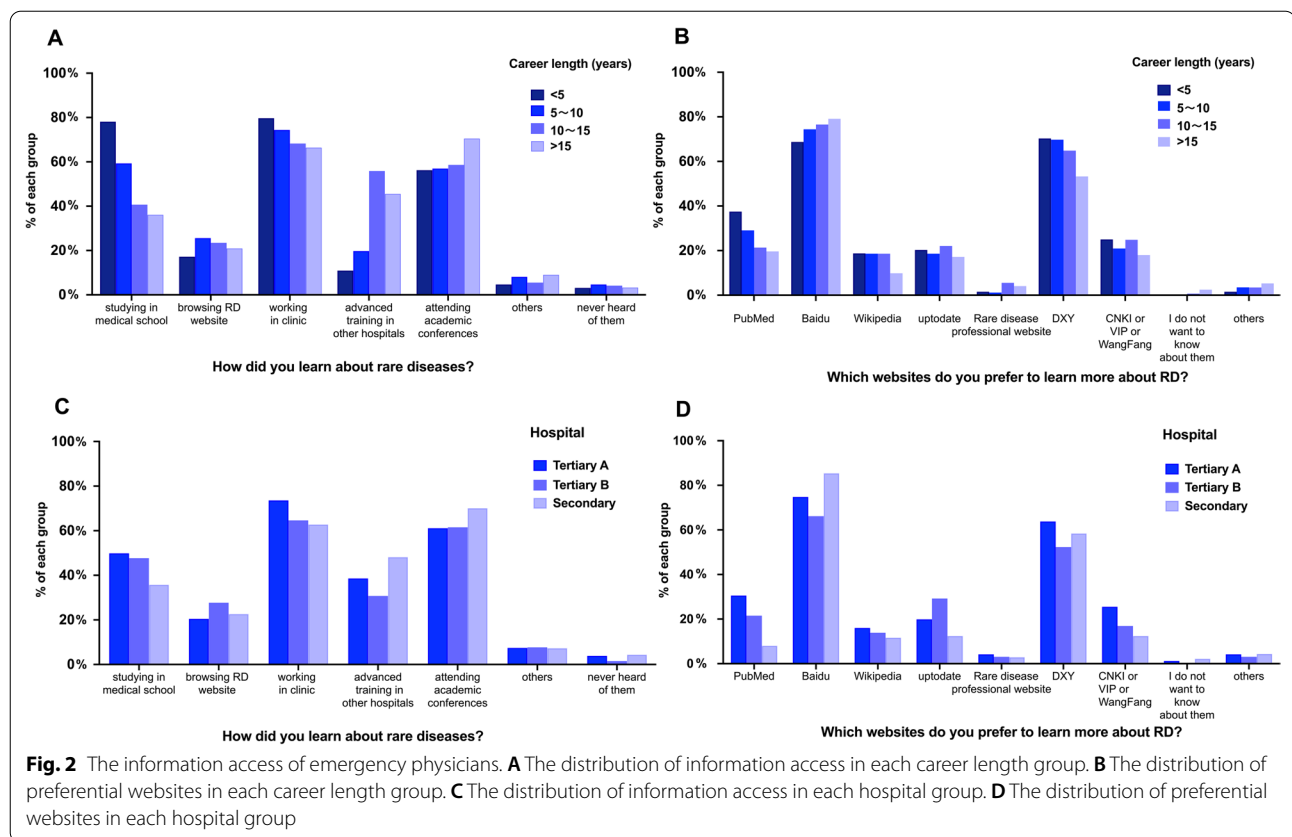 A
Career length (years)
<5
5～10
10～15
>15
100%
80%
60%
40%
20%
0%
% of each group
studying in
medical school
browsing RD
website
working
in clinic
advanced
training in
other hospitals
attending
academic
conferences
others
never heard
of them
How did you learn about rare diseases?
B
Career length (years)
<5
5～10
10～15
>15
100%
80%
60%
40%
20%
0%
% of each group
PubMed
Baidu
Wikipedia
uptodate
Rare disease
professional website
DXY
CNKI or
VIP or
WangFang
I do not
want to
know
about them
others
Which websites do you prefer to learn more about RD?
C
Hospital
Tertiary A
Tertiary B
Secondary
100%
80%
60%
40%
20%
0%
% of each group
studying in
medical school
browsing RD
website
working
in clinic
advanced
training in
other hospitals
attending
academic
conferences
others
never heard
of them
How did you learn about rare diseases?
D
Hospital
Tertiary A
Tertiary B
Secondary
100%
80%
60%
40%
20%
0%
% of each group
PubMed
Baidu
Wikipedia
uptodate
Rare disease
professional website
DXY
CNKI or
VIP or
WangFang
I do not
want to
know
about them
others
Which websites do you prefer to learn more about RD?
Fig. 2 The information access of emergency physicians. A The distribution of information access in each career length group. B The distribution of
preferential websites in each career length group. C The distribution of information access in each hospital group. D The distribution of preferential
websites in each hospital group